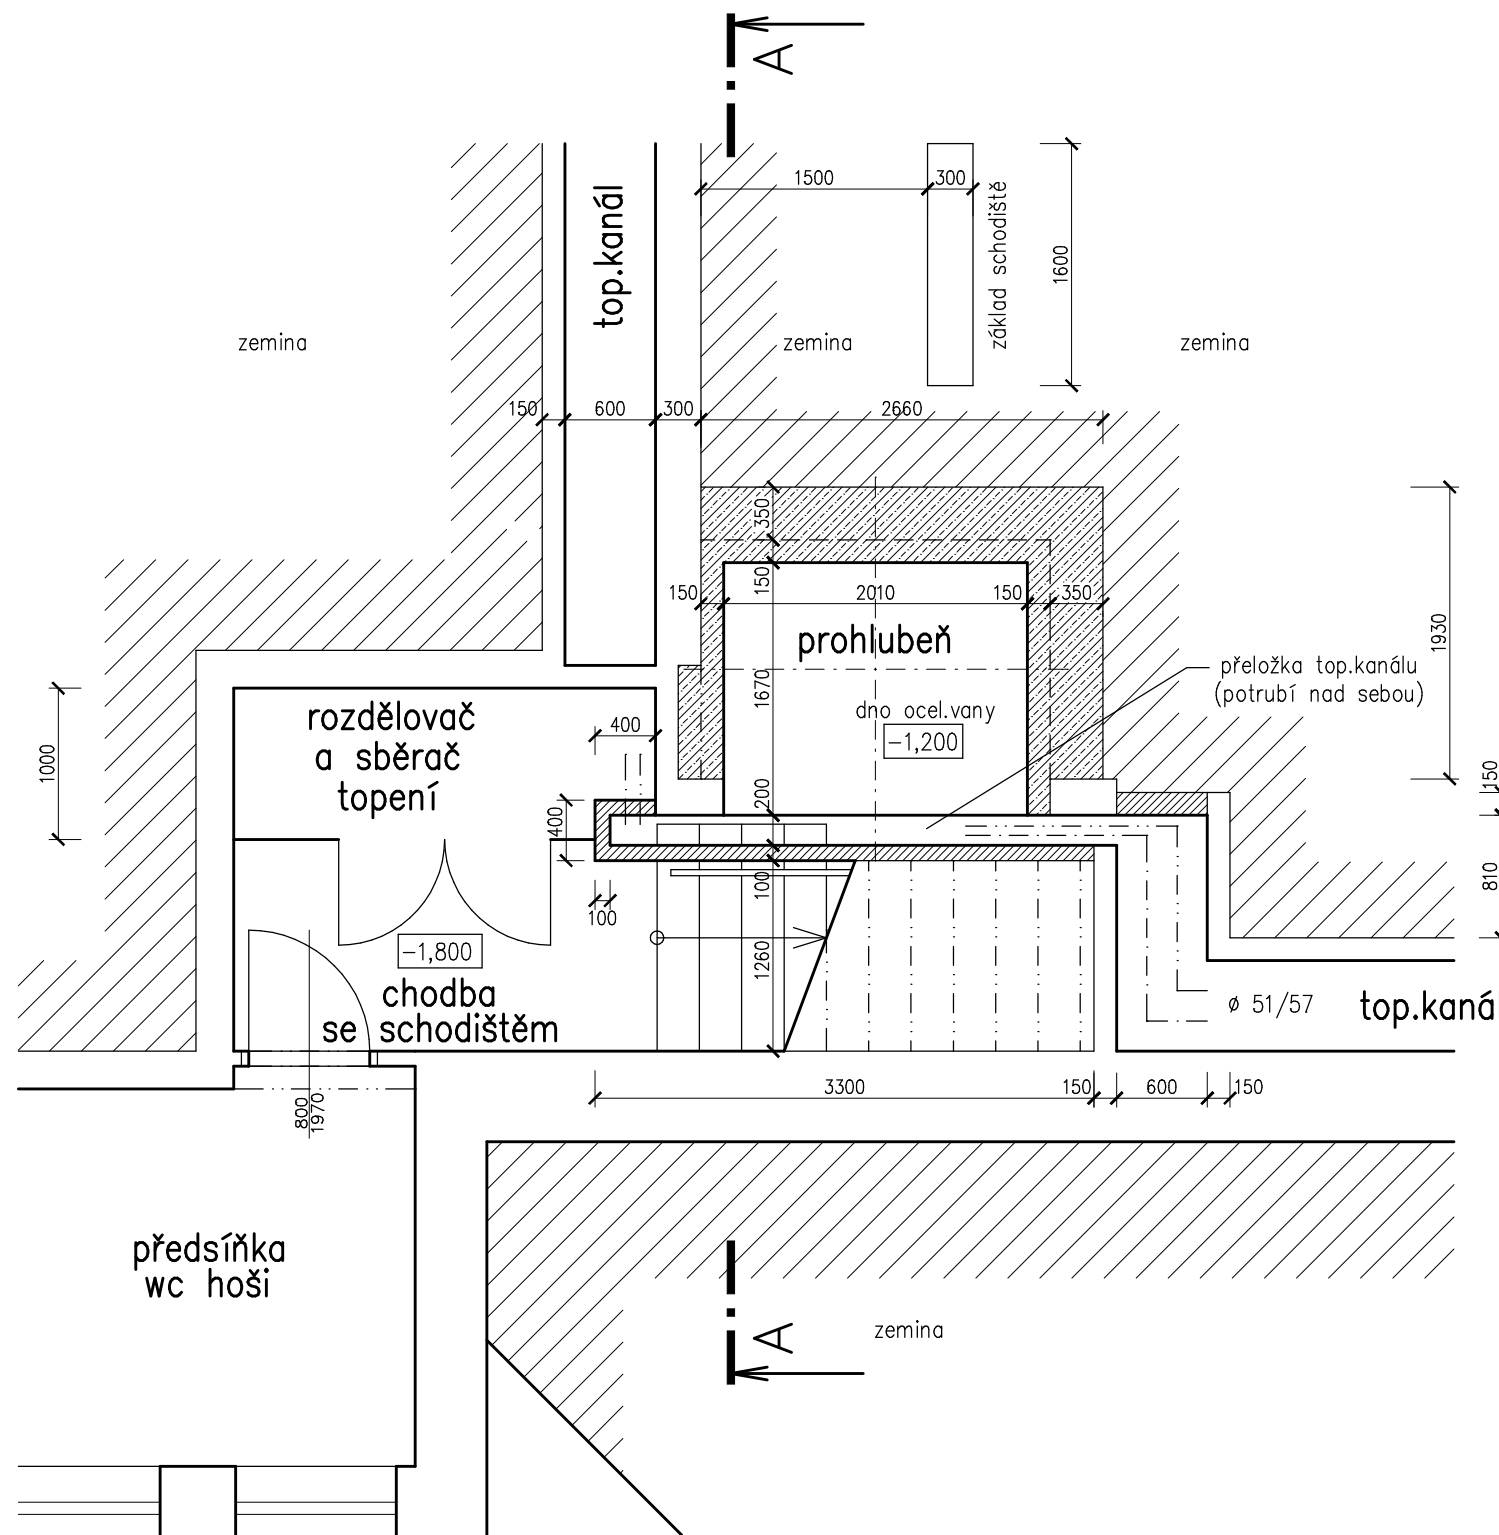 A
1500
300
top.kanál
základ schodiště
1600
zemina
zemina
zemina
150
600
300
2660
350
150
150
2010
150
350
1930
prohlubeň
1670
přeložka top.kanálu
(potrubí nad sebou)
dno ocel.vany
-1,200
rozdělovač
a sběrač
topení
400
1000
200
400
150
100
100
810
-1,800
1260
chodba
se schodištěm
ø 51/57
top.kaná
3300
150
600
150
800
1970
předsíňka
wc hoši
A
zemina